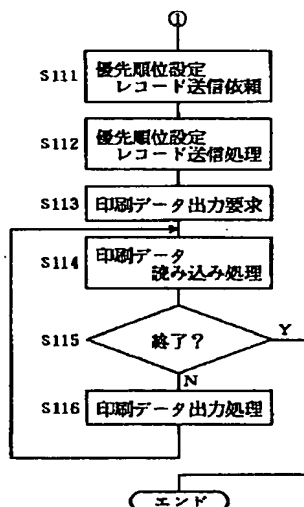 ①
S111 優先順位設定
レコード送信依頼
S112 優先順位設定
レコード送信処理
S113 印刷データ出力要求
S114 印刷データ
読み込み処理
S115 終了? Y
N
S116 印刷データ出力処理
エンド